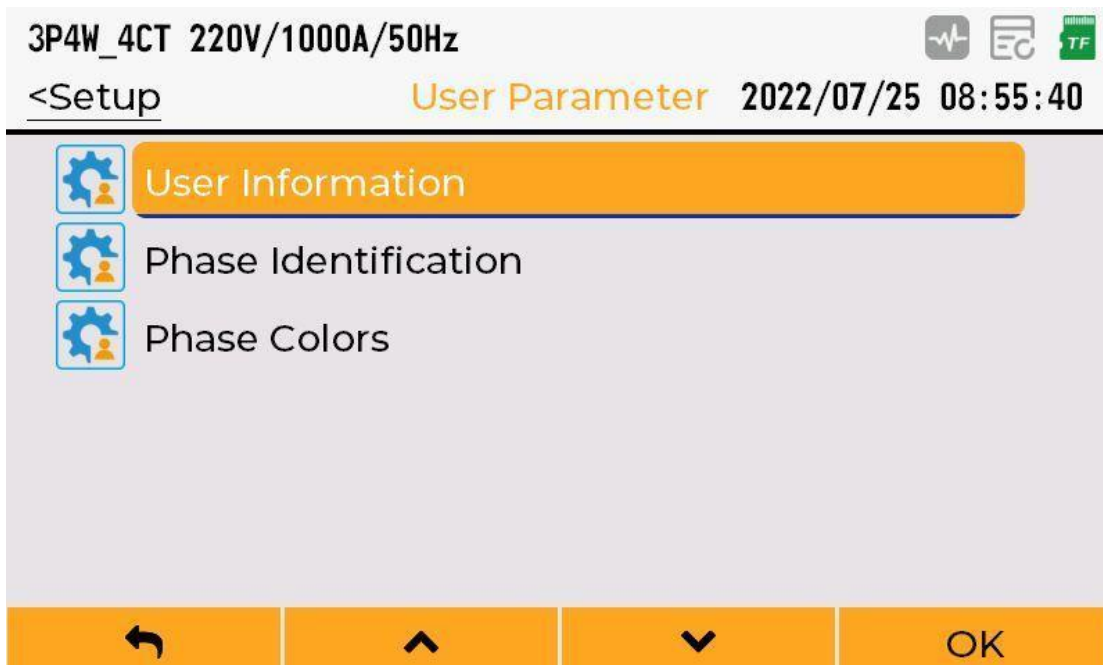 3P4W_4CT 220V/1000A/50Hz
TF
<Setup User Parameter 2022/07/25 08:55:40
User Information
Phase Identification
Phase Colors
OK